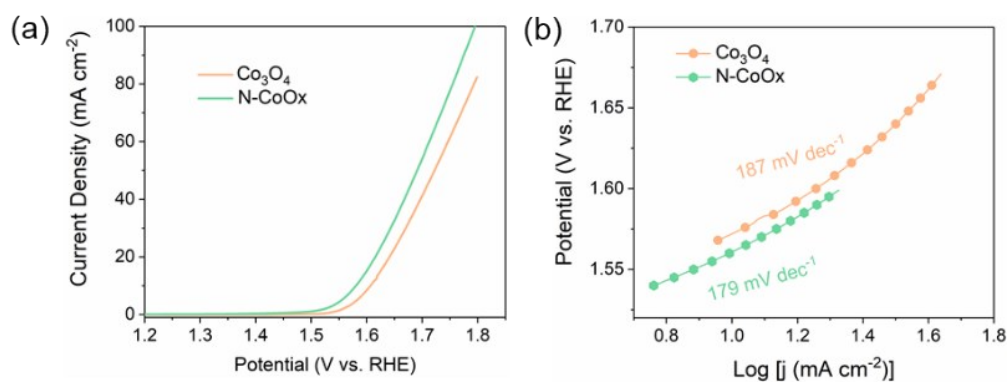 (a)
100
80
60
40
20
0
Current Density (mA cm⁻²)
Co₃O₄
N-CoOx
1.2 1.3 1.4 1.5 1.6 1.7 1.8
Potential (V vs. RHE)
(b)
1.70
1.65
1.60
1.55
Potential (V vs. RHE)
Co₃O₄
N-CoOx
187 mV dec⁻¹
179 mV dec⁻¹
1.0 1.2 1.4 1.6 1.8
Log [j (mA cm⁻²)]